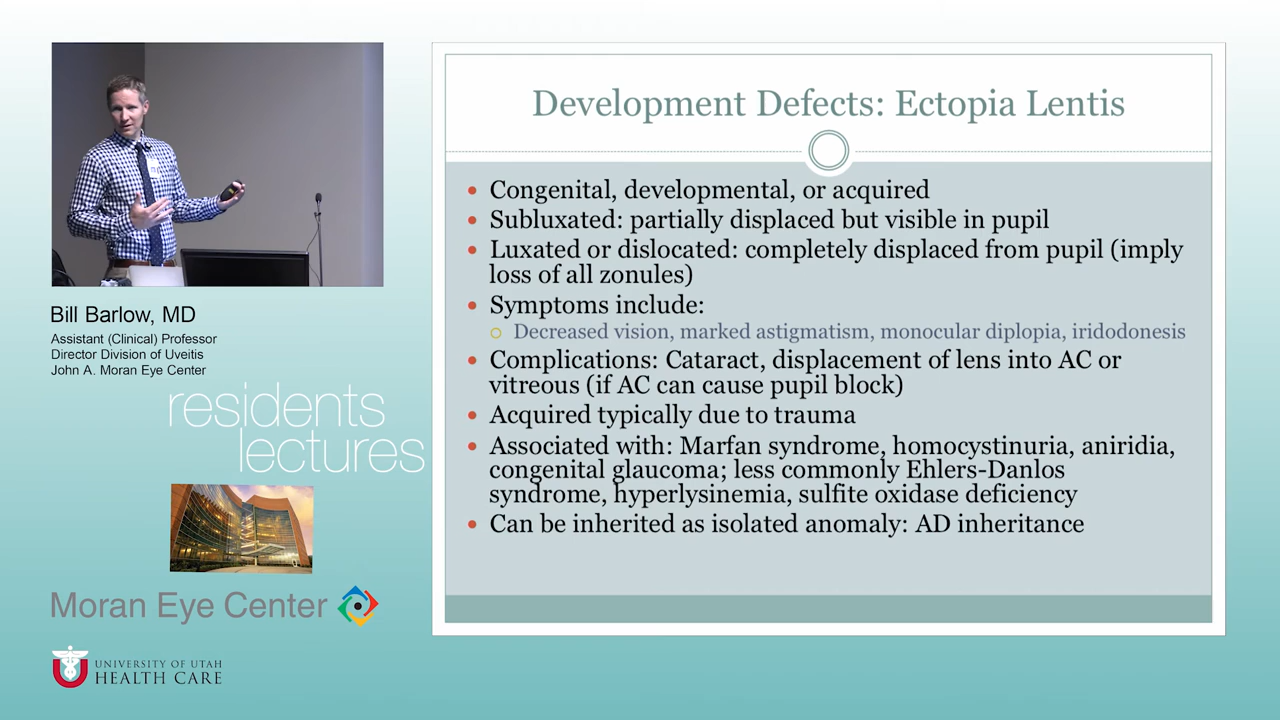 Bill Barlow, MD
Assistant (Clinical) Professor
Director Division of Uveitis
John A. Moran Eye Center
residents
lectures
Moran Eye Center
UNIVERSITY OF UTAH
HEALTH CARE
Development Defects: Ectopia Lentis
• Congenital, developmental, or acquired
• Subluxated: partially displaced but visible in pupil
• Luxated or dislocated: completely displaced from pupil (imply
loss of all zonules)
• Symptoms include:
Decreased vision, marked astigmatism, monocular diplopia, iridodonesis
• Complications: Cataract, displacement of lens into AC or
vitreous (if AC can cause pupil block)
• Acquired typically due to trauma
• Associated with: Marfan syndrome, homocystinuria, aniridia,
congenital glaucoma; less commonly Ehlers-Danlos
syndrome, hyperlysinemia, sulfite oxidase deficiency
• Can be inherited as isolated anomaly: AD inheritance